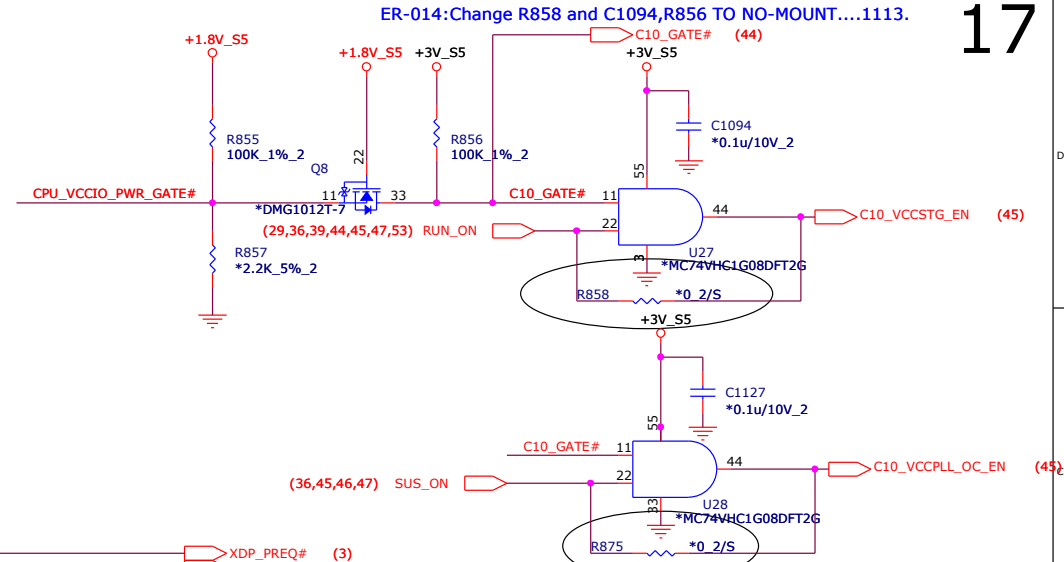 ER-014:Change R858 and C1094,R856 TO NO-MOUNT....1113.
17
C10_GATE# (44)
+1.8V_S5
+1.8V_S5
+3V_S5
+3V_S5
R855
100K_1%_2
R856
100K_1%_2
C1094
*0.1u/10V_2
D
22
Q8
55
CPU_VCCIO_PWR_GATE#
11
33
C10_GATE#
11
*DMG1012T-7
44
C10_VCCSTG_EN (45)
(29,36,39,44,45,47,53) RUN_ON
22
R857
*2.2K_5%_2
3
U27
*MC74VHC1G08DFT2G
R858
*0_2/S
+3V_S5
C1127
*0.1u/10V_2
55
C10_GATE#
11
44
C10_VCCPLL_OC_EN (45)
C
(36,45,46,47) SUS_ON
22
33
U28
*MC74VHC1G08DFT2G
R875
*0_2/S
XDP_PREQ# (3)